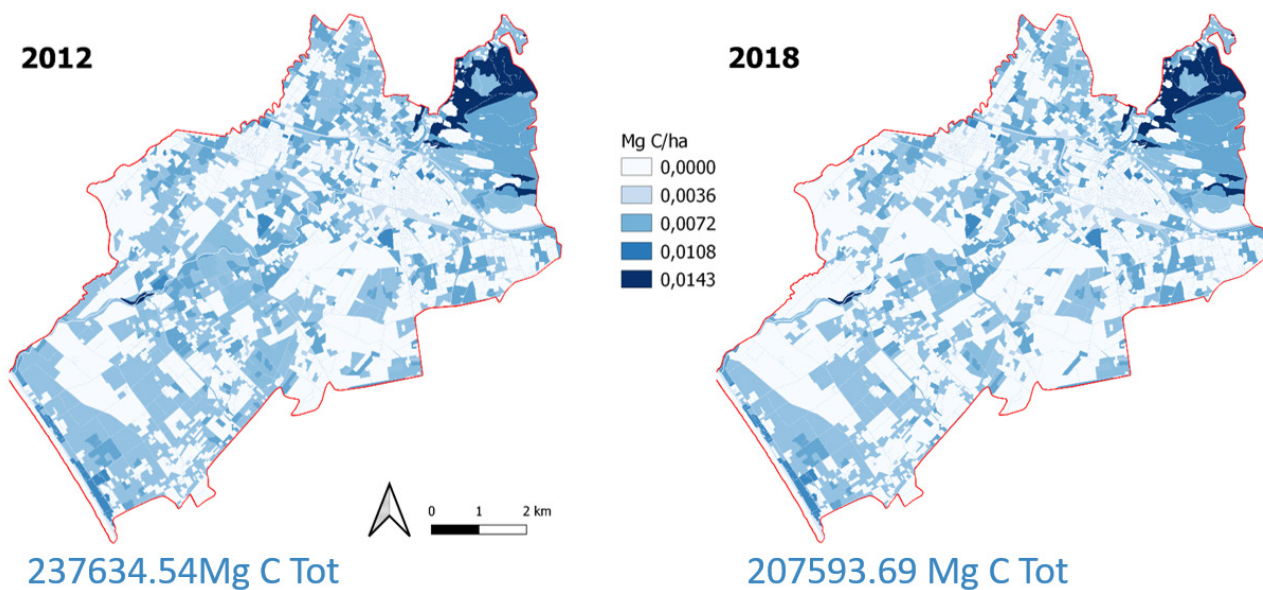 2012
2018
Mg C/ha
0,0000
0,0036
0,0072
0,0108
0,0143
0 1 2 km
237634.54Mg C Tot
207593.69 Mg C Tot